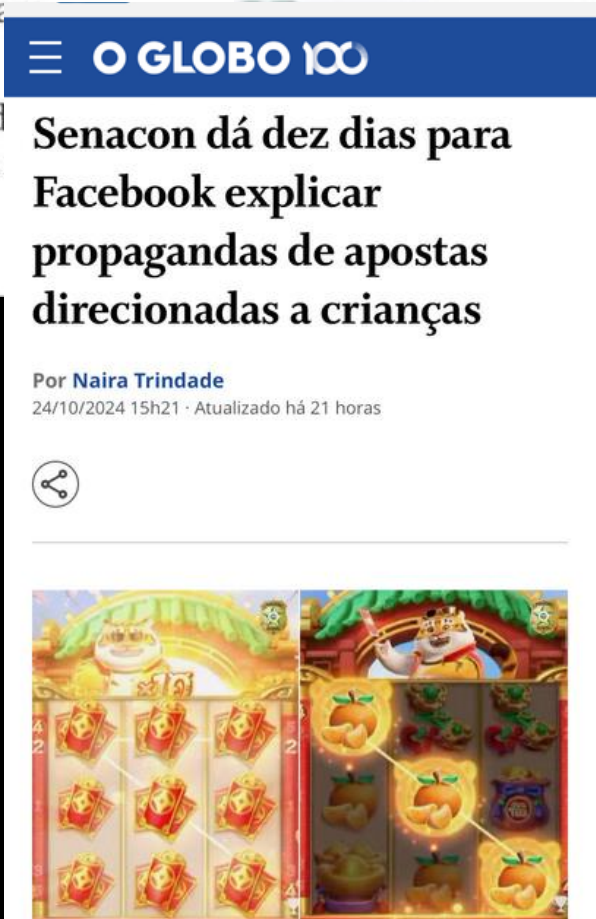 O GLOBO 100
Senacon dá dez dias para
Facebook explicar
propagandas de apostas
direcionadas a crianças
Por Naira Trindade
24/10/2024 15h21 · Atualizado há 21 horas